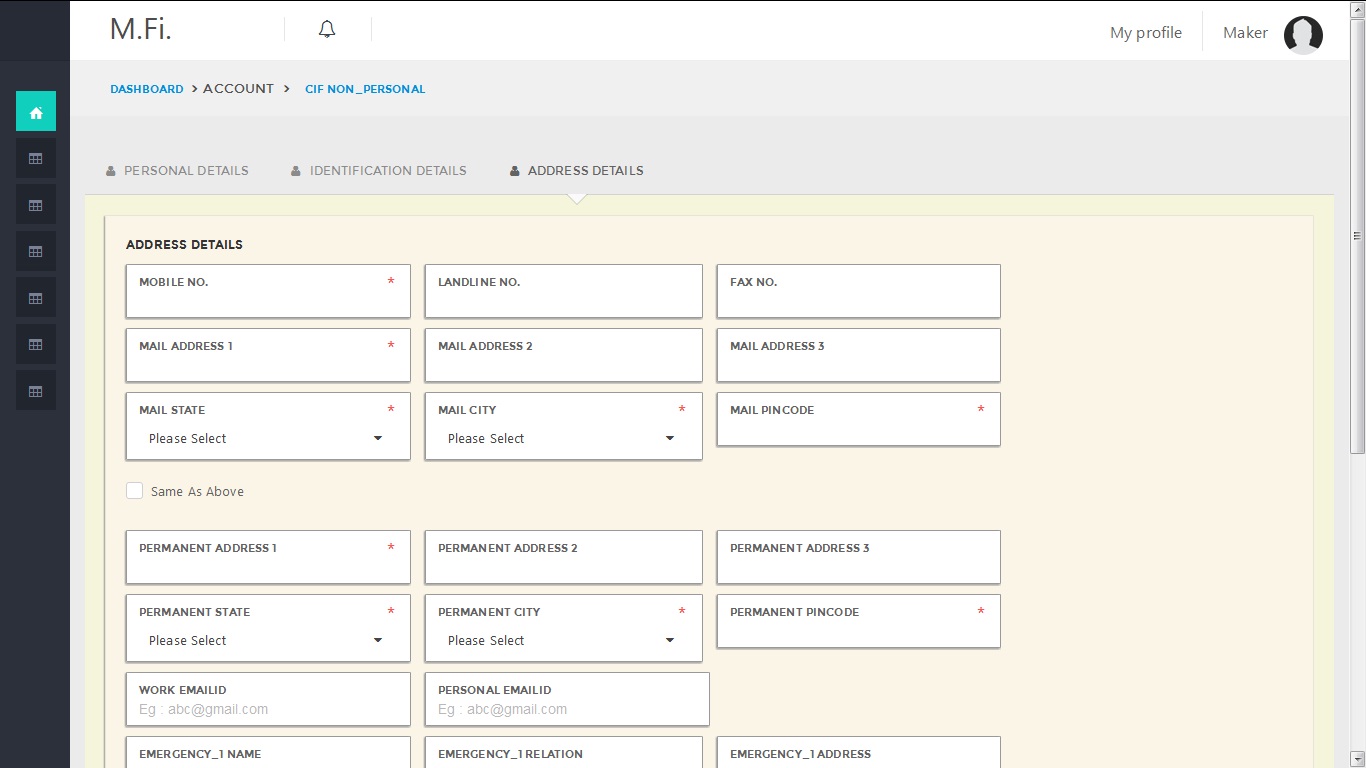 M.Fi.
My profile
Maker
DASHBOARD > ACCOUNT > CIF NON_PERSONAL
PERSONAL DETAILS
IDENTIFICATION DETAILS
ADDRESS DETAILS
ADDRESS DETAILS
MOBILE NO. *
LANDLINE NO.
FAX NO.
MAIL ADDRESS 1 *
MAIL ADDRESS 2
MAIL ADDRESS 3
MAIL STATE *
MAIL CITY *
MAIL PINCODE *
Please Select
Please Select
Same As Above
PERMANENT ADDRESS 1 *
PERMANENT ADDRESS 2
PERMANENT ADDRESS 3
PERMANENT STATE *
PERMANENT CITY *
PERMANENT PINCODE *
Please Select
Please Select
WORK EMAILID
PERSONAL EMAILID
Eg : abc@gmail.com
Eg : abc@gmail.com
EMERGENCY_1 NAME
EMERGENCY_1 RELATION
EMERGENCY_1 ADDRESS